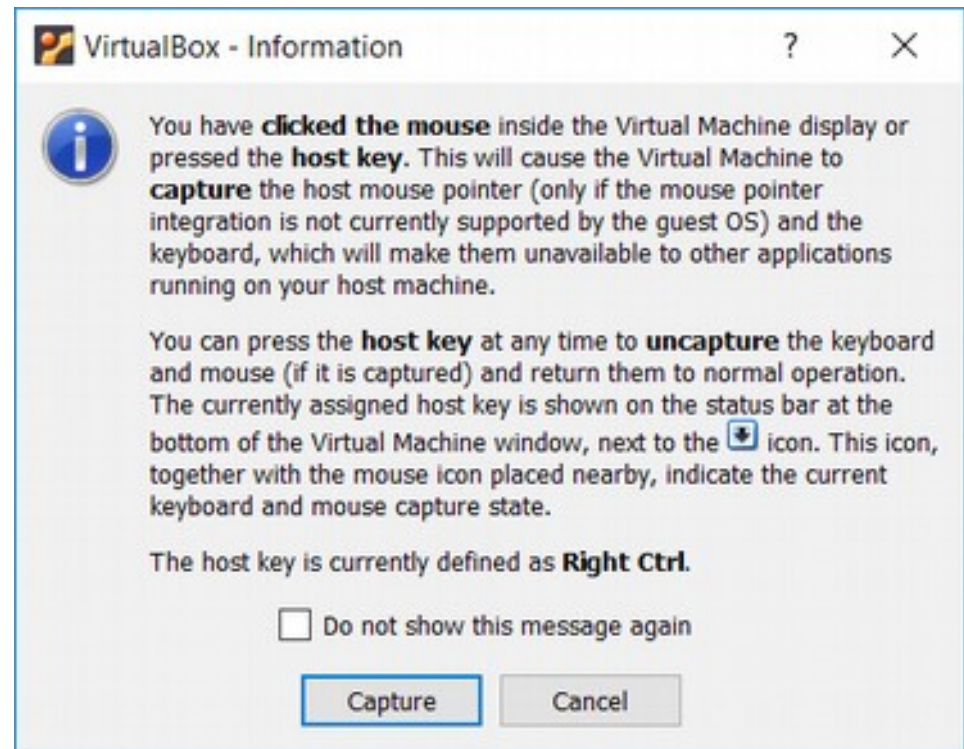 VirtualBox - Information
?
You have clicked the mouse inside the Virtual Machine display or
pressed the host key. This will cause the Virtual Machine to
capture the host mouse pointer (only if the mouse pointer
integration is not currently supported by the guest OS) and the
keyboard, which will make them unavailable to other applications
running on your host machine.
You can press the host key at any time to uncapture the keyboard
and mouse (if it is captured) and return them to normal operation.
The currently assigned host key is shown on the status bar at the
bottom of the Virtual Machine window, next to the icon. This icon,
together with the mouse icon placed nearby, indicate the current
keyboard and mouse capture state.
The host key is currently defined as Right Ctrl.
Do not show this message again
Capture
Cancel